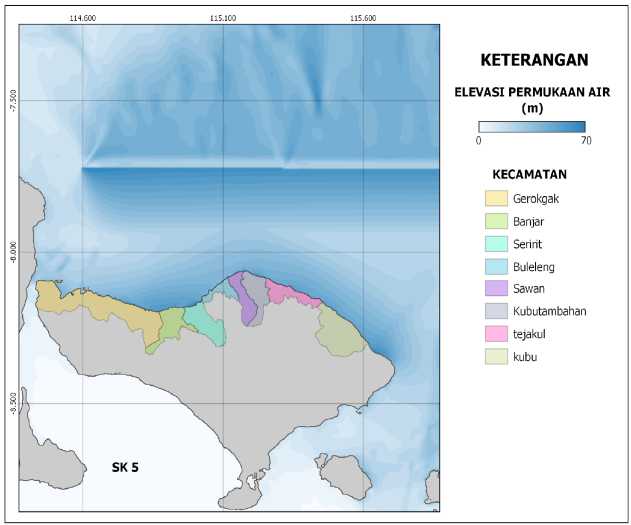 114.600 115.100 115.600
-7.500
-8.000
-8.500
SK 5
KETERANGAN
ELEVASI PERMUKAAN AIR
(m)
0 70
KECAMATAN
Gerokgak
Banjar
Seririt
Buleleng
Sawan
Kubutambahan
tejakul
kubu